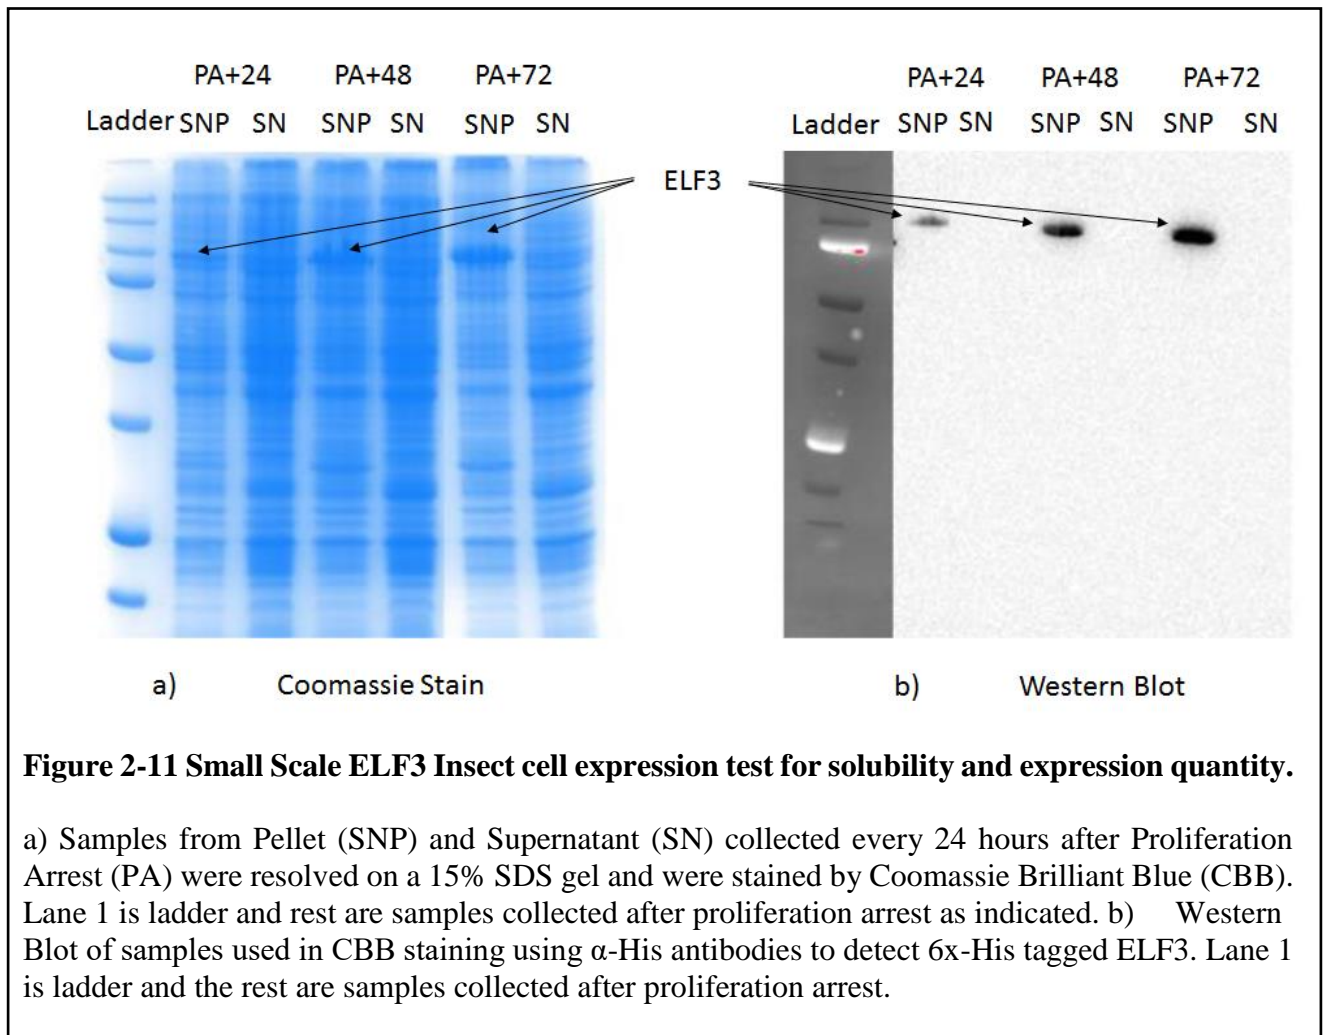 PA+24 PA+48 PA+72
Ladder SNP SN SNP SN SNP SN
PA+24 PA+48 PA+72
Ladder SNP SN SNP SN SNP SN
ELF3
a) Coomassie Stain
b) Western Blot
Figure 2-11 Small Scale ELF3 Insect cell expression test for solubility and expression quantity.
a) Samples from Pellet (SNP) and Supernatant (SN) collected every 24 hours after Proliferation
Arrest (PA) were resolved on a 15% SDS gel and were stained by Coomassie Brilliant Blue (CBB).
Lane 1 is ladder and rest are samples collected after proliferation arrest as indicated. b) Western
Blot of samples used in CBB staining using α-His antibodies to detect 6x-His tagged ELF3. Lane 1
is ladder and the rest are samples collected after proliferation arrest.